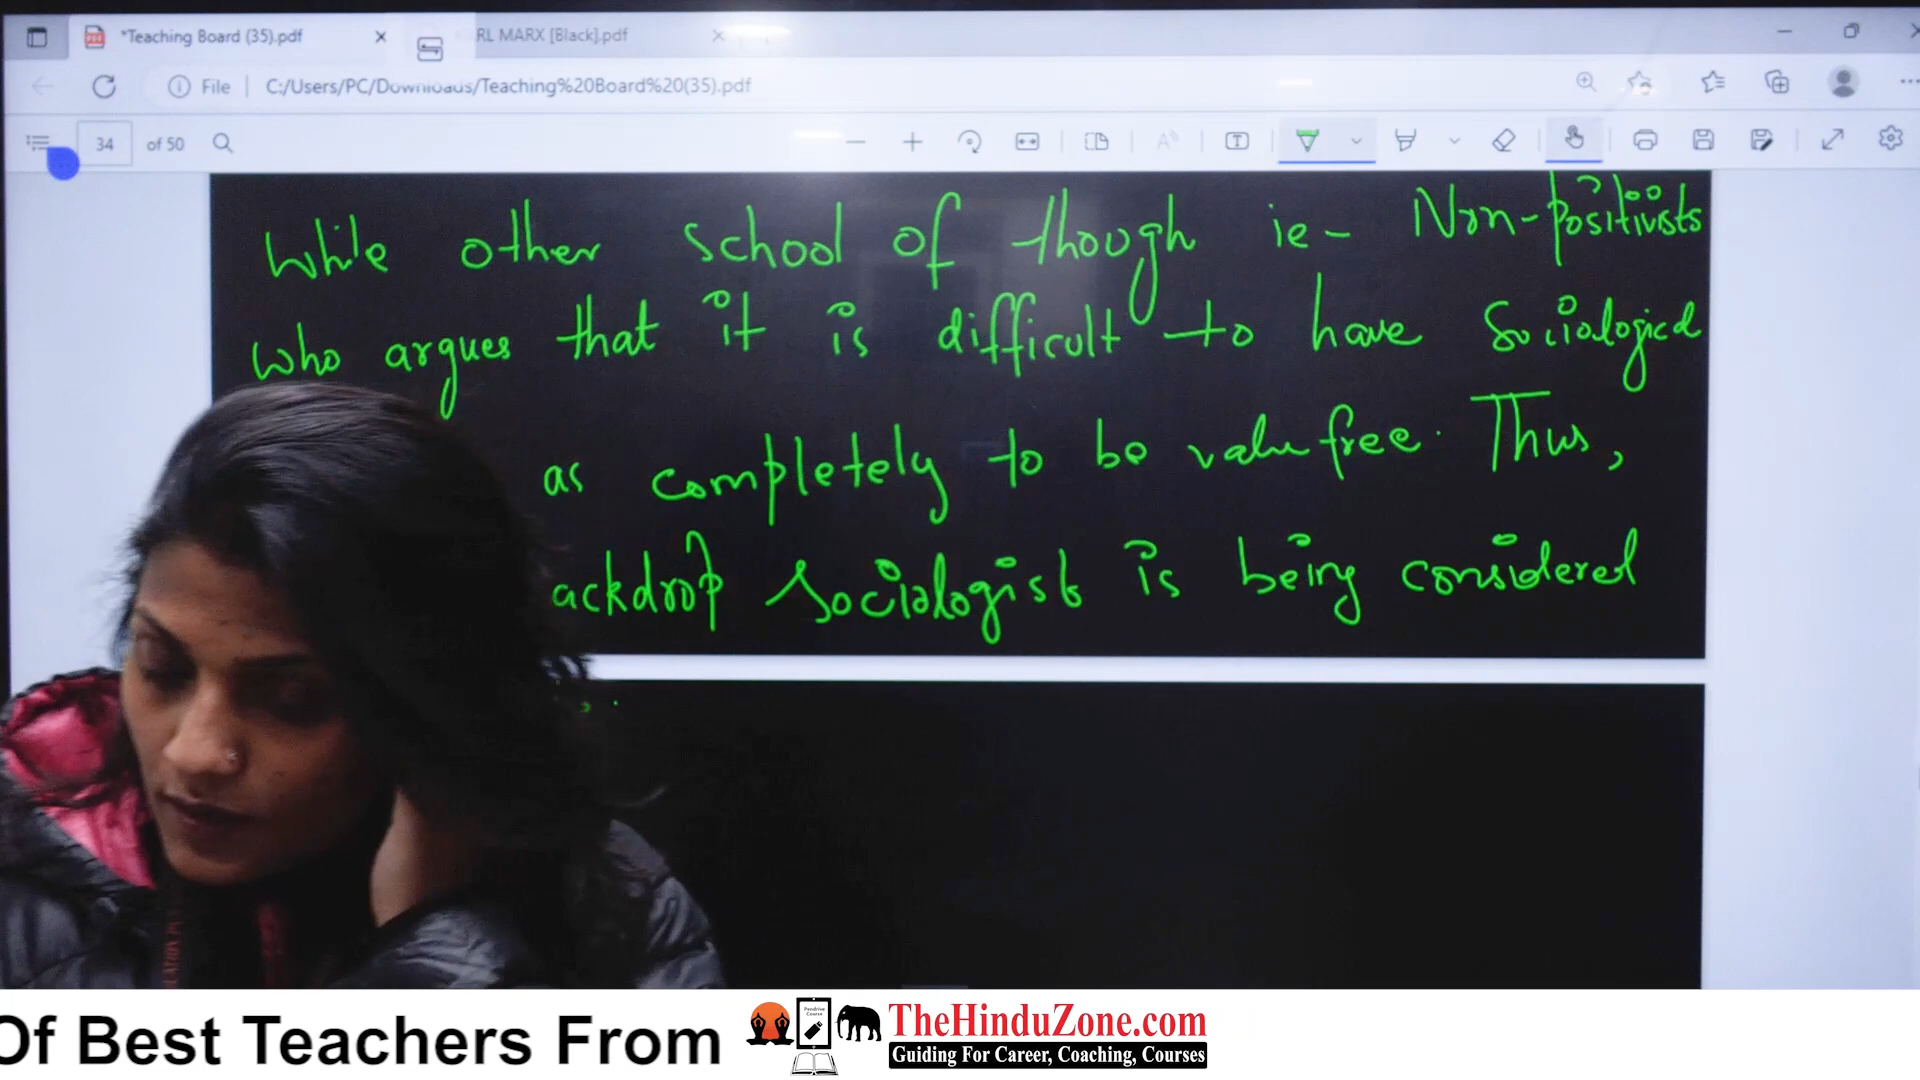 *Teaching Board (35).pdf
RL MARX [Black].pdf
File C:/Users/PC/Downloads/Teaching%20Board%20(35).pdf
34 of 50
While other school of though ie- Non-positivists
who argues that it is difficult to have Sociological
as completely to be value free. Thus,
ackdrop Sociologists is being considered
Of Best Teachers From
Pendrive Course
TheHinduZone.com
Guiding For Career, Coaching, Courses